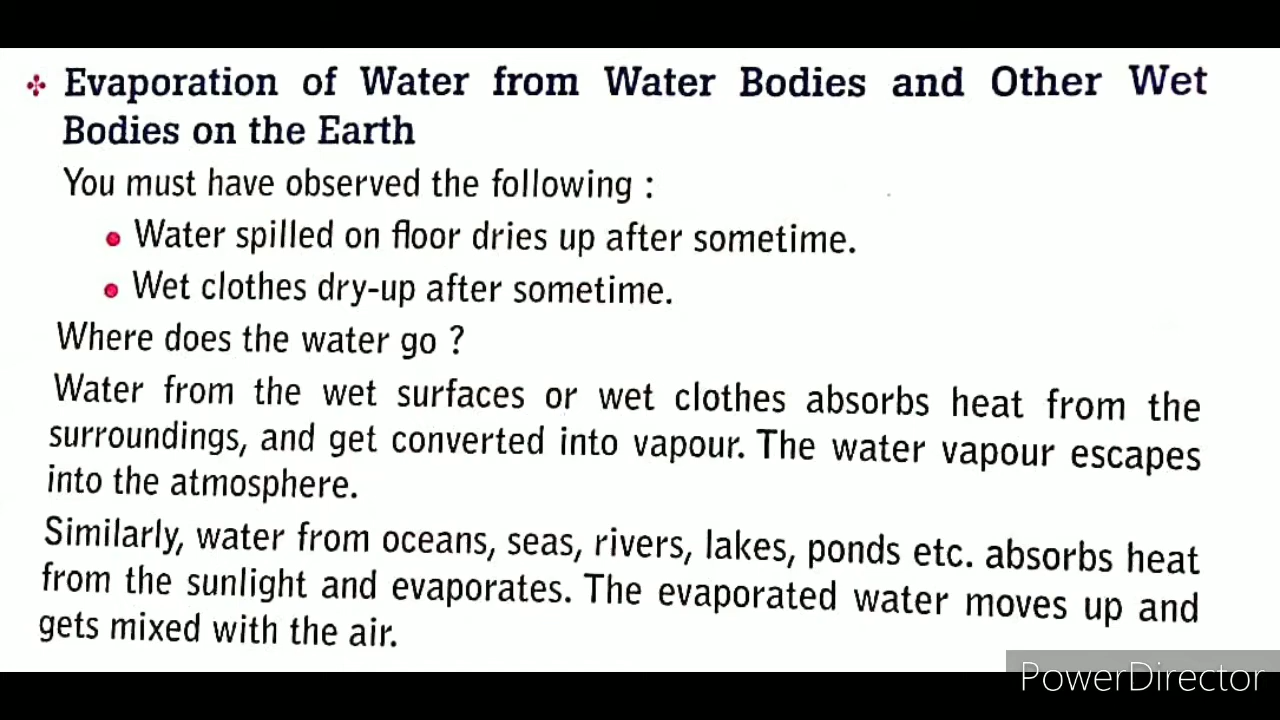 Evaporation of Water from Water Bodies and Other Wet
Bodies on the Earth
You must have observed the following :
• Water spilled on floor dries up after sometime.
• Wet clothes dry-up after sometime.
Where does the water go ?
Water from the wet surfaces or wet clothes absorbs heat from the
surroundings, and get converted into vapour. The water vapour escapes
into the atmosphere.
Similarly, water from oceans, seas, rivers, lakes, ponds etc. absorbs heat
from the sunlight and evaporates. The evaporated water moves up and
gets mixed with the air.
PowerDirector